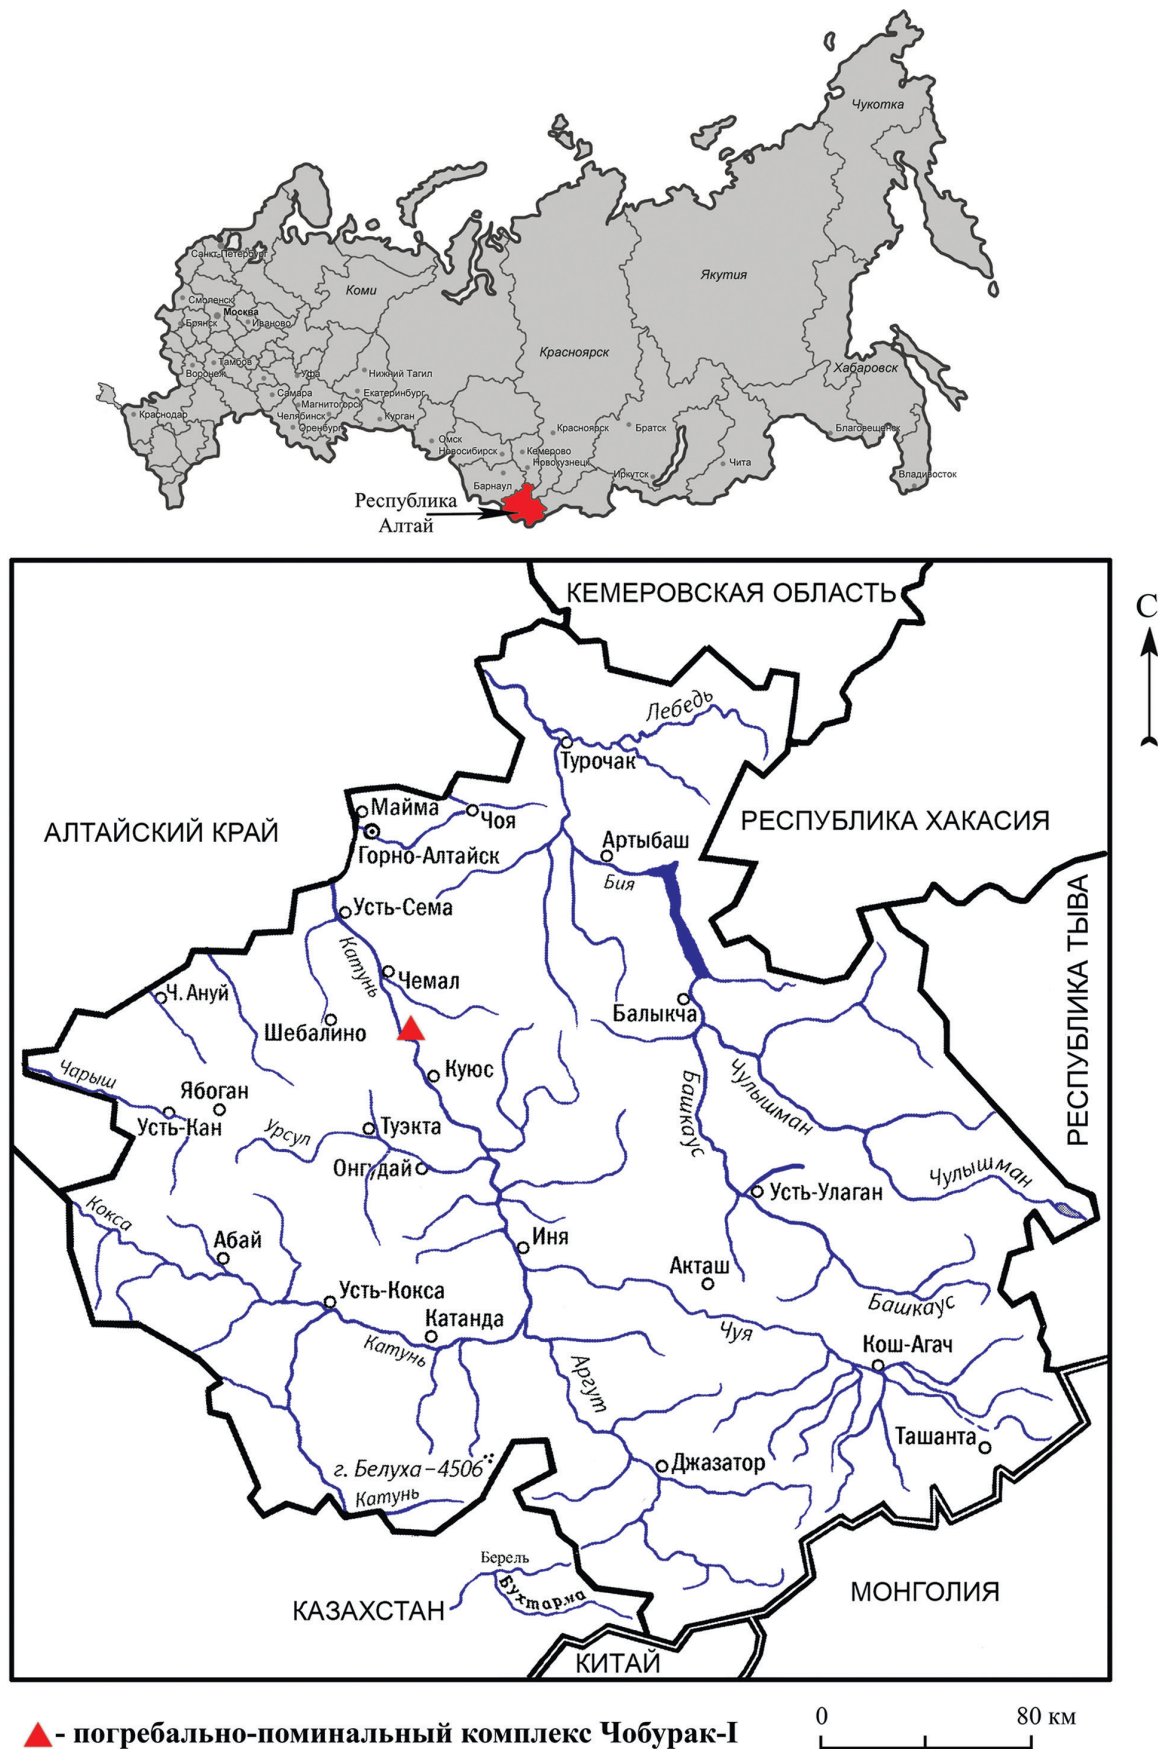 Чукотка
Якутия
Санкт-Петербург
Коми
Смоленск
Москва
Брянск
Иваново
Красноярск
Тамбов
Воронеж
Уфа
Нижний Тагил
Хабаровск
Самара
Екатеринбург
Магнитогорск
Краснодар
Челябинск
Курган
Оренбург
Красноярск
Братск
Благовещенск
Омск
Новосибирск
Кемерово
Новокузнецк
Иркутск
Чита
Владивосток
Барнаул
Республика
Алтай
КЕМЕРОВСКАЯ ОБЛАСТЬ
С
Лебедь
Турочак
Майма
Чоя
АЛТАЙСКИЙ КРАЙ
РЕСПУБЛИКА ХАКАСИЯ
Горно-Алтайск
Артыбаш
Бия
РЕСПУБЛИКА ТЫВА
Усть-Сема
Катунь
Чемал
Ч. Ануй
Шебалино
Балыкча
Куюс
Чарыш
Ябоган
Усть-Кан
Урсул
Туэкта
Онгудай
Башкаус
Чулышман
Чулышман
Усть-Улаган
Кокса
Абай
Иня
Акташ
Усть-Кокса
Катанда
Катунь
Чуя
Башкаус
Кош-Агач
Аргут
Ташанта
Джазатор
г. Белуха – 4506
Катунь
Берель
Бухтарма
КАЗАХСТАН
МОНГОЛИЯ
КИТАЙ
- погребально-поминальный комплекс Чобурак-I
0 80 км